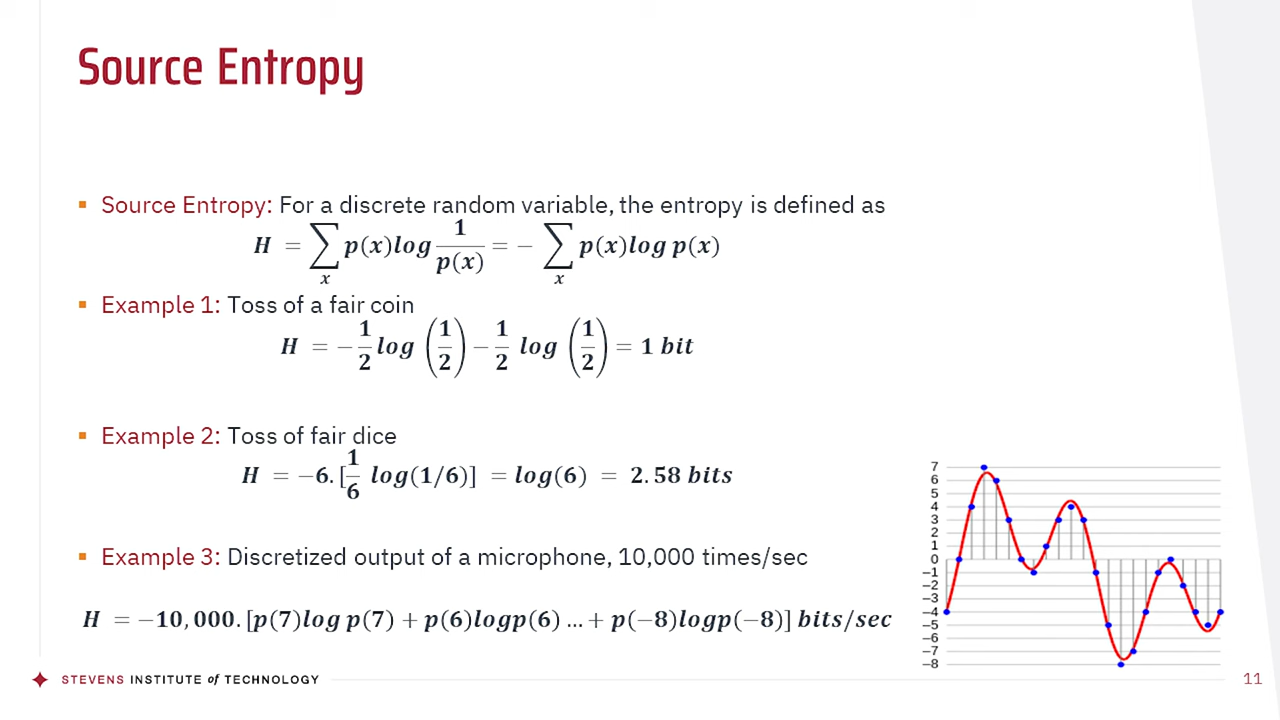 Source Entropy
▪ Source Entropy: For a discrete random variable, the entropy is defined as
H = ∑_x p(x)log 1/p(x) = − ∑_x p(x)log p(x)
▪ Example 1: Toss of a fair coin
H = −1/2 log (1/2) − 1/2 log (1/2) = 1 bit
▪ Example 2: Toss of fair dice
H = −6.[1/6 log(1/6)] = log(6) = 2.58 bits
▪ Example 3: Discretized output of a microphone, 10,000 times/sec
H = −10,000.[p(7)log p(7) + p(6)logp(6) … + p(−8)logp(−8)] bits/sec
7
6
5
4
3
2
1
0
−1
−2
−3
−4
−5
−6
−7
−8
STEVENS INSTITUTE of TECHNOLOGY
11